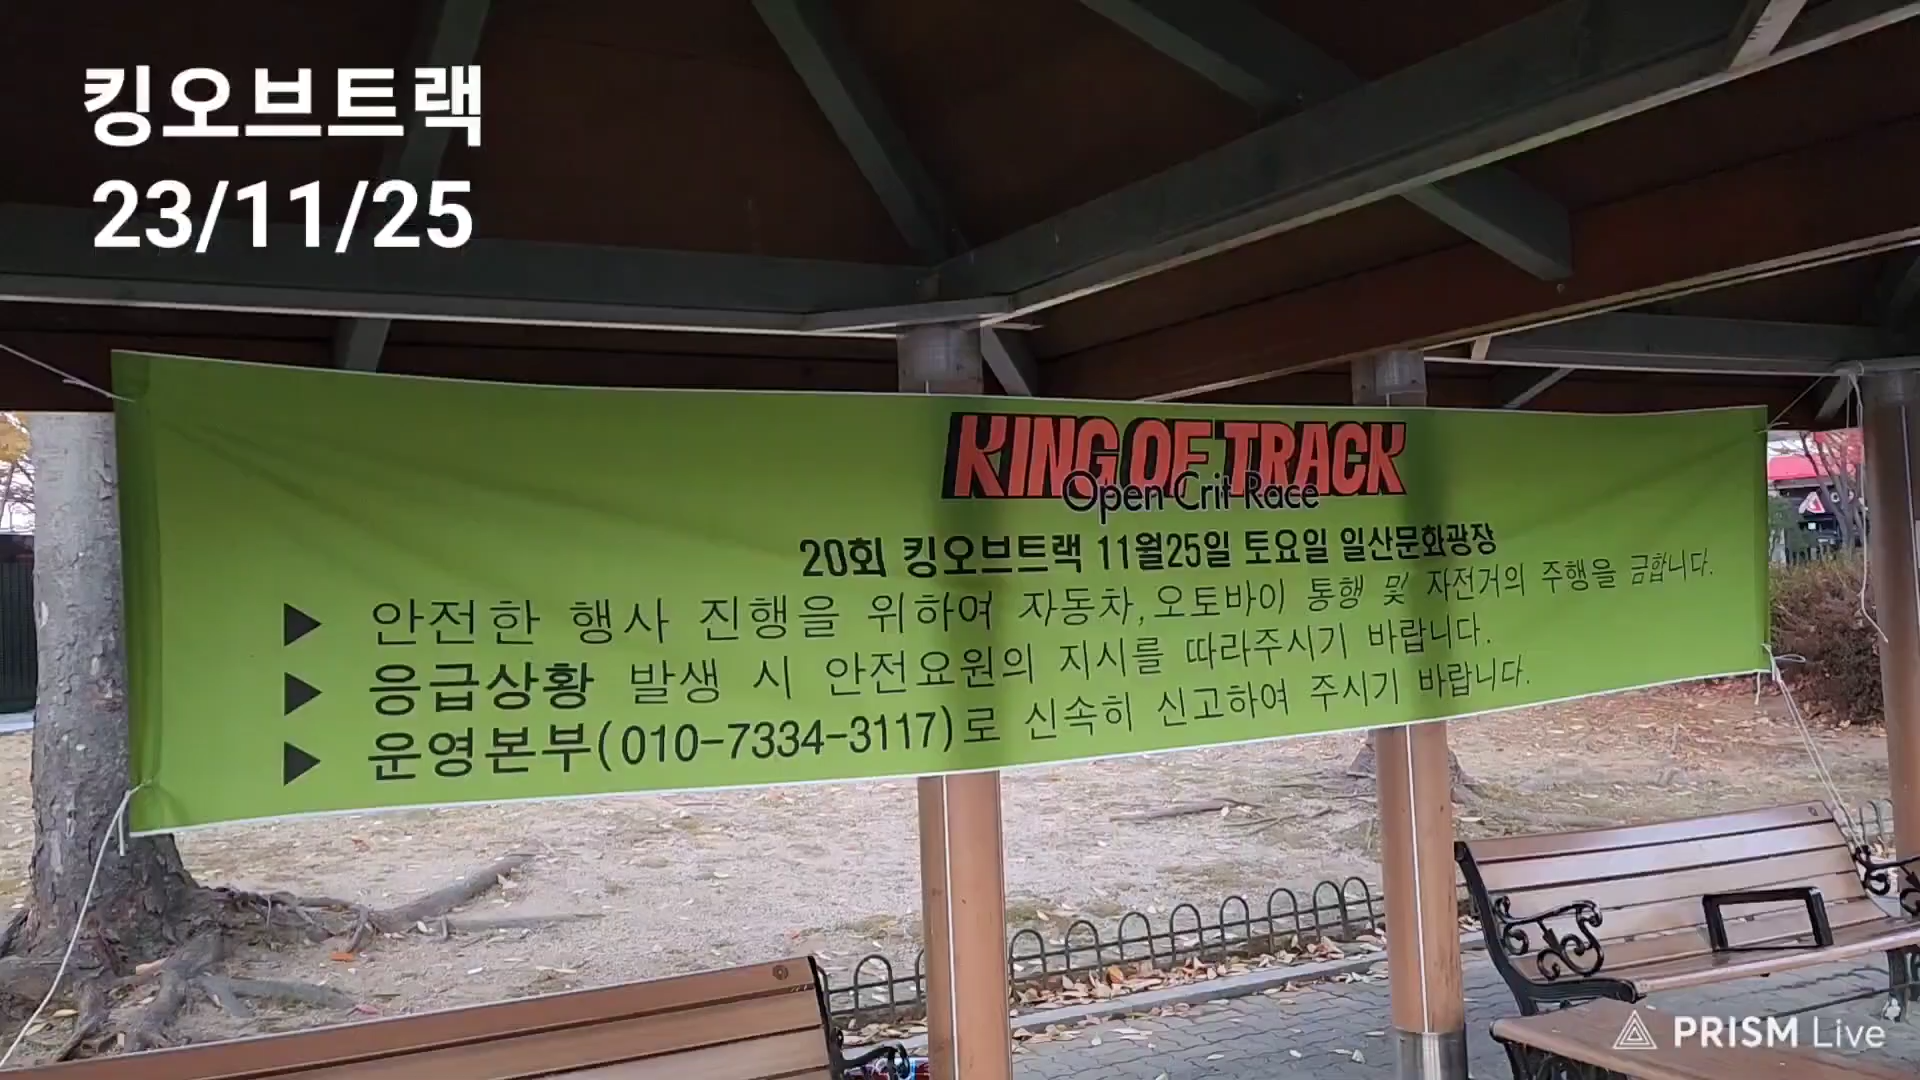 킹오브트랙
23/11/25
KING OF TRACK
Open Crit Race
20회 킹오브트랙 11월25일 토요일 일산문화광장
▶ 안전한 행사 진행을 위하여 자동차,오토바이 통행 및 자전거의 주행을 금합니다.
▶ 응급상황 발생 시 안전요원의 지시를 따라주시기 바랍니다.
▶ 운영본부(010-7334-3117)로 신속히 신고하여 주시기 바랍니다.
PRISM Live